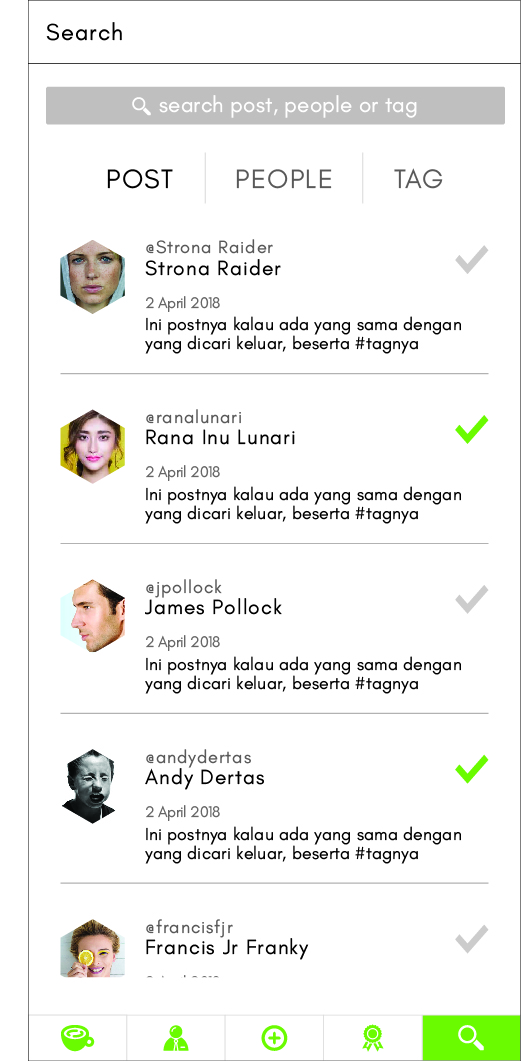 Search
search post, people or tag
POST PEOPLE TAG
@Strona Raider
Strona Raider
2 April 2018
Ini postnya kalau ada yang sama dengan
yang dicari keluar, beserta #tagnya
@ranalunari
Rana Inu Lunari
2 April 2018
Ini postnya kalau ada yang sama dengan
yang dicari keluar, beserta #tagnya
@jpollock
James Pollock
2 April 2018
Ini postnya kalau ada yang sama dengan
yang dicari keluar, beserta #tagnya
@andydertas
Andy Dertas
2 April 2018
Ini postnya kalau ada yang sama dengan
yang dicari keluar, beserta #tagnya
@francisfjr
Francis Jr Franky